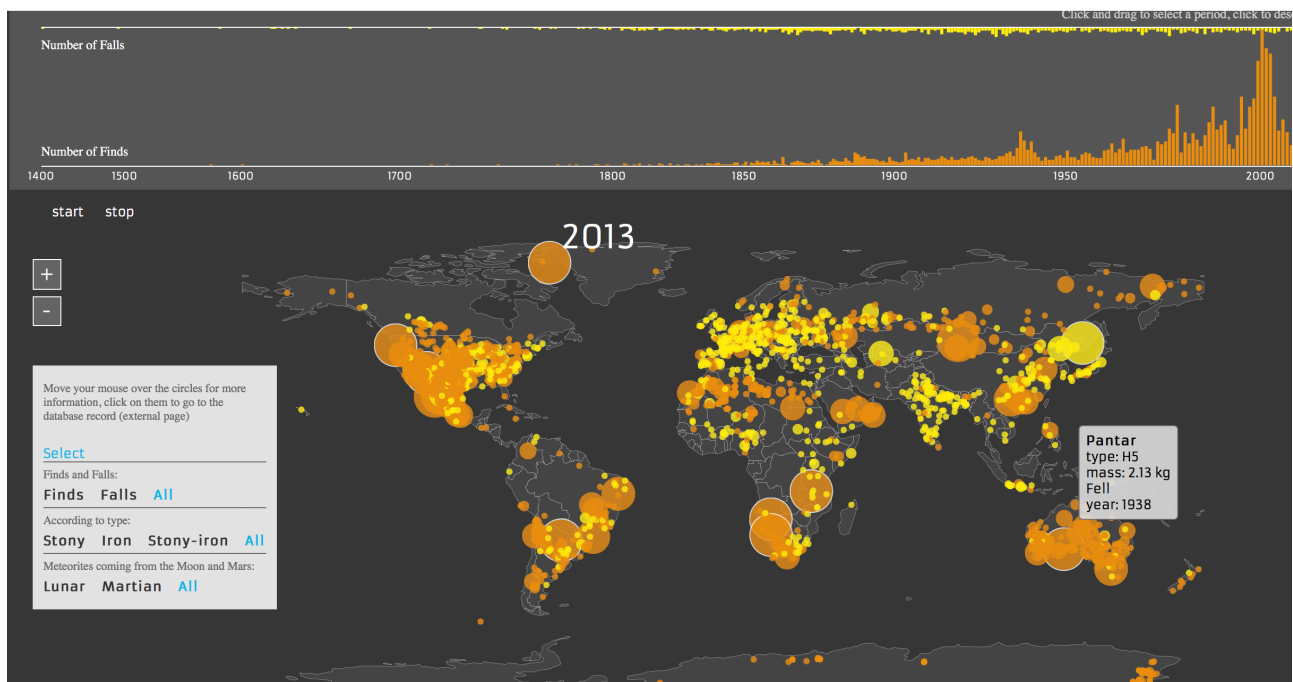 Click and drag to select a period, click to dese
Number of Falls
Number of Finds
1400 1500 1600 1700 1800 1850 1900 1950 2000
start stop
2013
+
-
Move your mouse over the circles for more
information, click on them to go to the
database record (external page)
Select
Finds and Falls:
Finds Falls All
According to type:
Stony Iron Stony-iron All
Meteorites coming from the Moon and Mars:
Lunar Martian All
Pantar
type: H5
mass: 2.13 kg
Fell
year: 1938